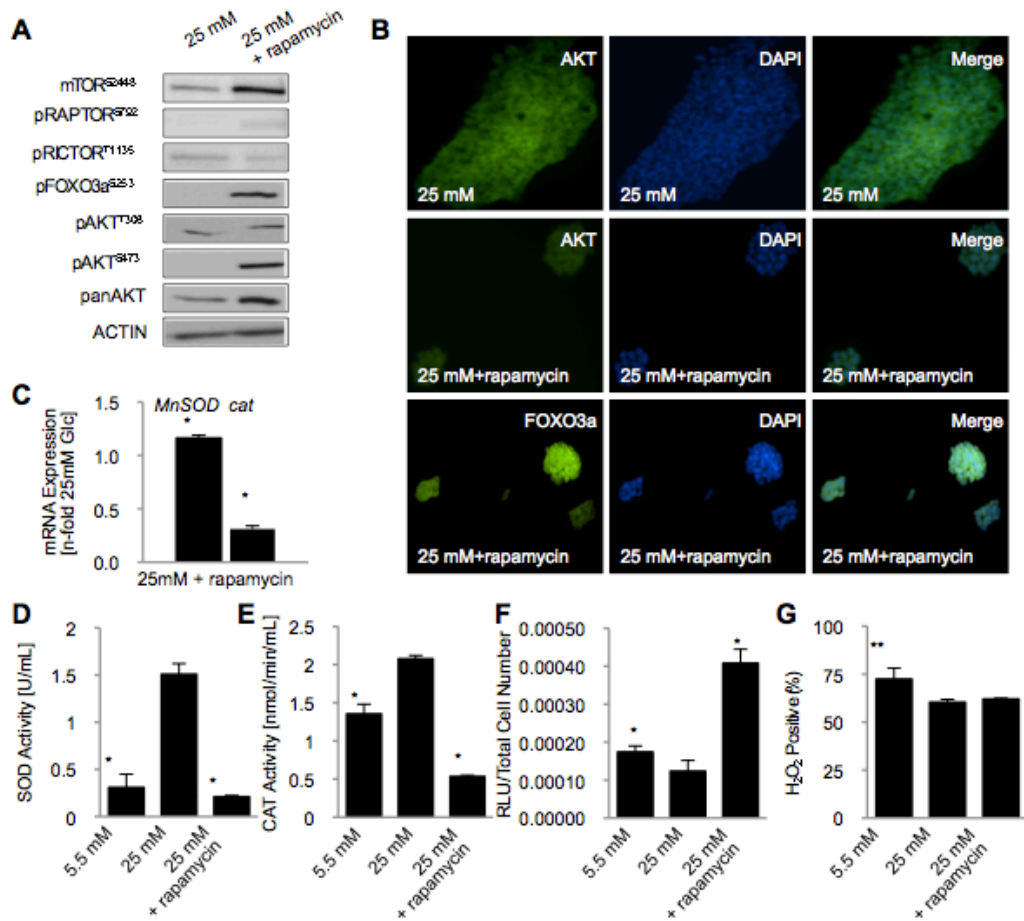 A
25 mM
25 mM
+ rapamycin
mTORS2448
pRAPTORS792
pRICTORT1135
pFOXO3aS253
pAKTT308
pAKTS473
panAKT
ACTIN
B
AKT
25 mM
DAPI
25 mM
Merge
25 mM
AKT
25 mM+rapamycin
DAPI
25 mM+rapamycin
Merge
25 mM+rapamycin
FOXO3a
25 mM+rapamycin
DAPI
25 mM+rapamycin
Merge
25 mM+rapamycin
C
mRNA Expression
[n-fold 25mM Glc]
1.5
1.0
0.5
0.0
MnSOD cat
*
*
25mM + rapamycin
D
SOD Activity [U/mL]
2
1.5
1
0.5
0
*
*
5.5 mM
25 mM
25 mM
+ rapamycin
E
CAT Activity [nmol/min/mL]
2.5
2
1.5
1
0.5
0
*
*
5.5 mM
25 mM
25 mM
+ rapamycin
F
RLU/Total Cell Number
0.00050
0.00040
0.00030
0.00020
0.00010
0.00000
*
*
5.5 mM
25 mM
25 mM
+ rapamycin
G
H2O2 Positive (%)
100
75
50
25
0
**
5.5 mM
25 mM
25 mM
+ rapamycin